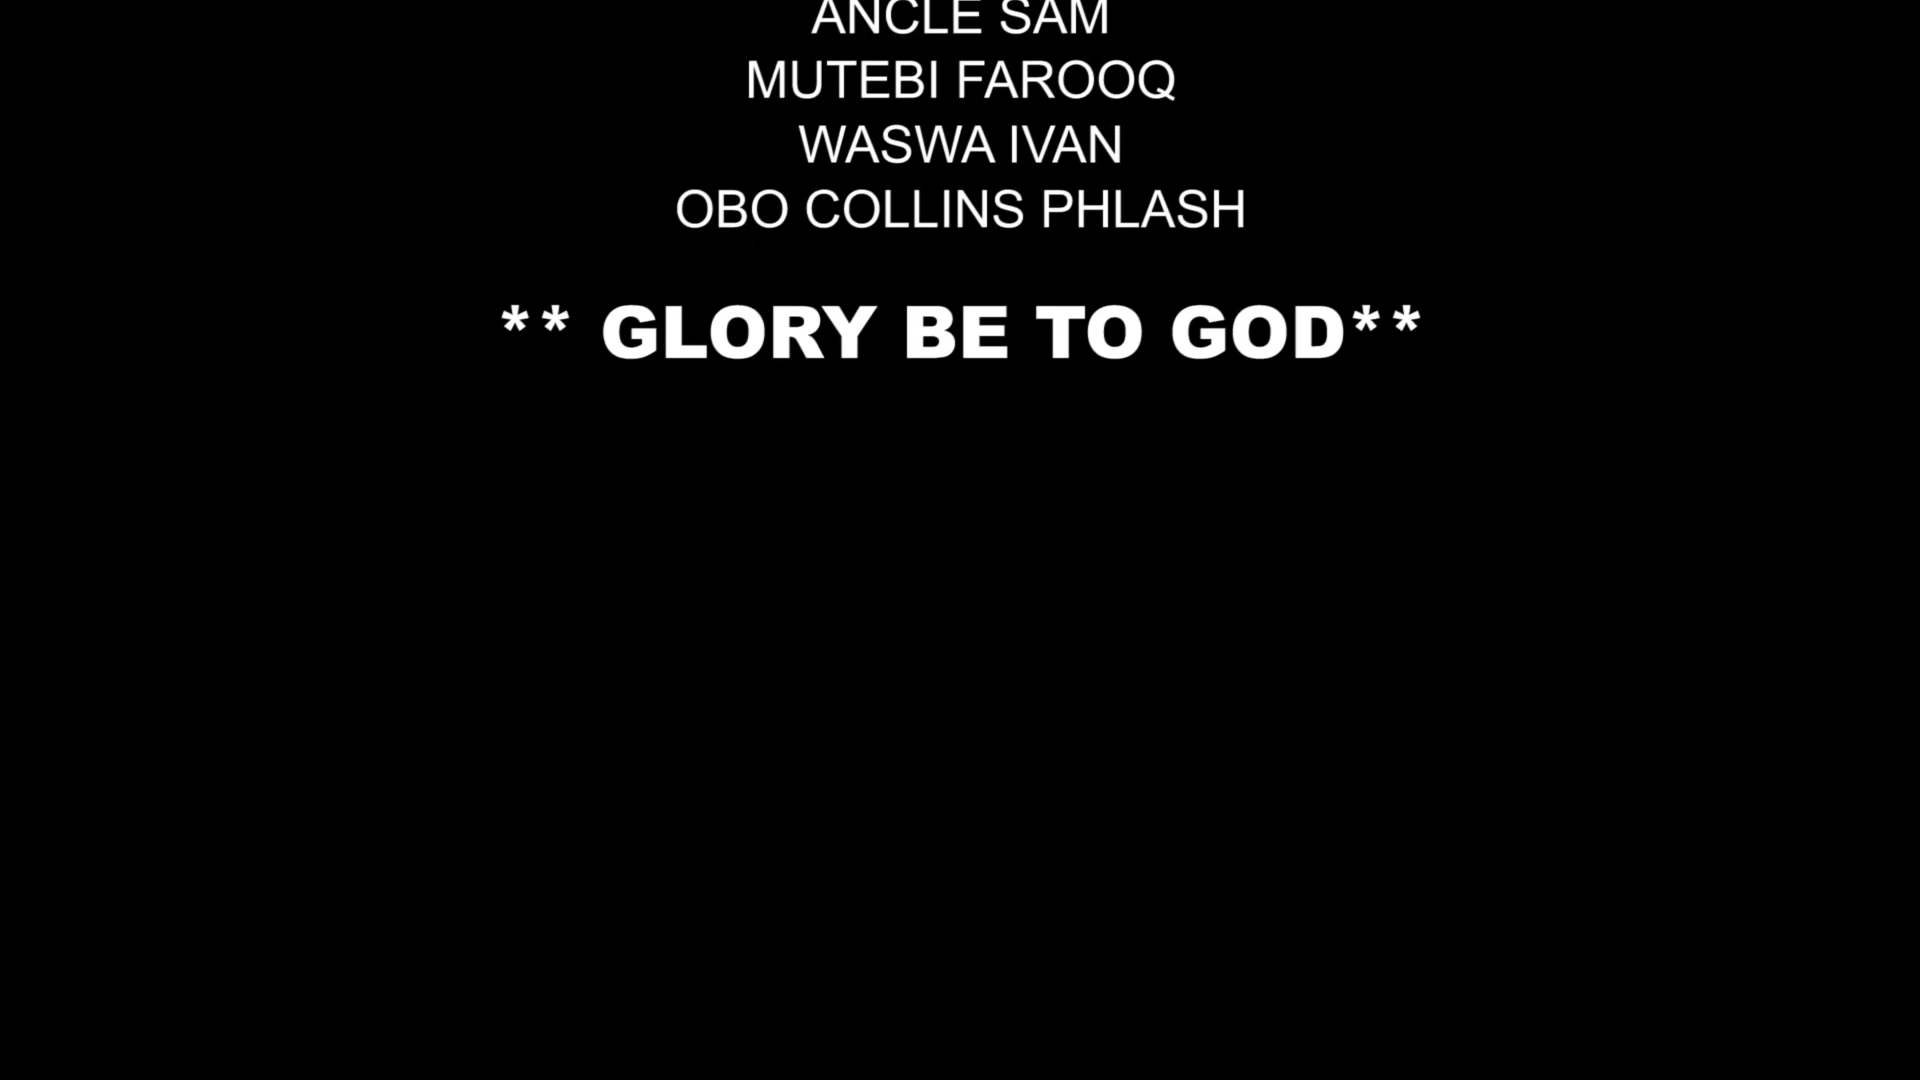 ANCLE SAM
MUTEBI FAROOQ
WASWA IVAN
OBO COLLINS PHLASH
** GLORY BE TO GOD**